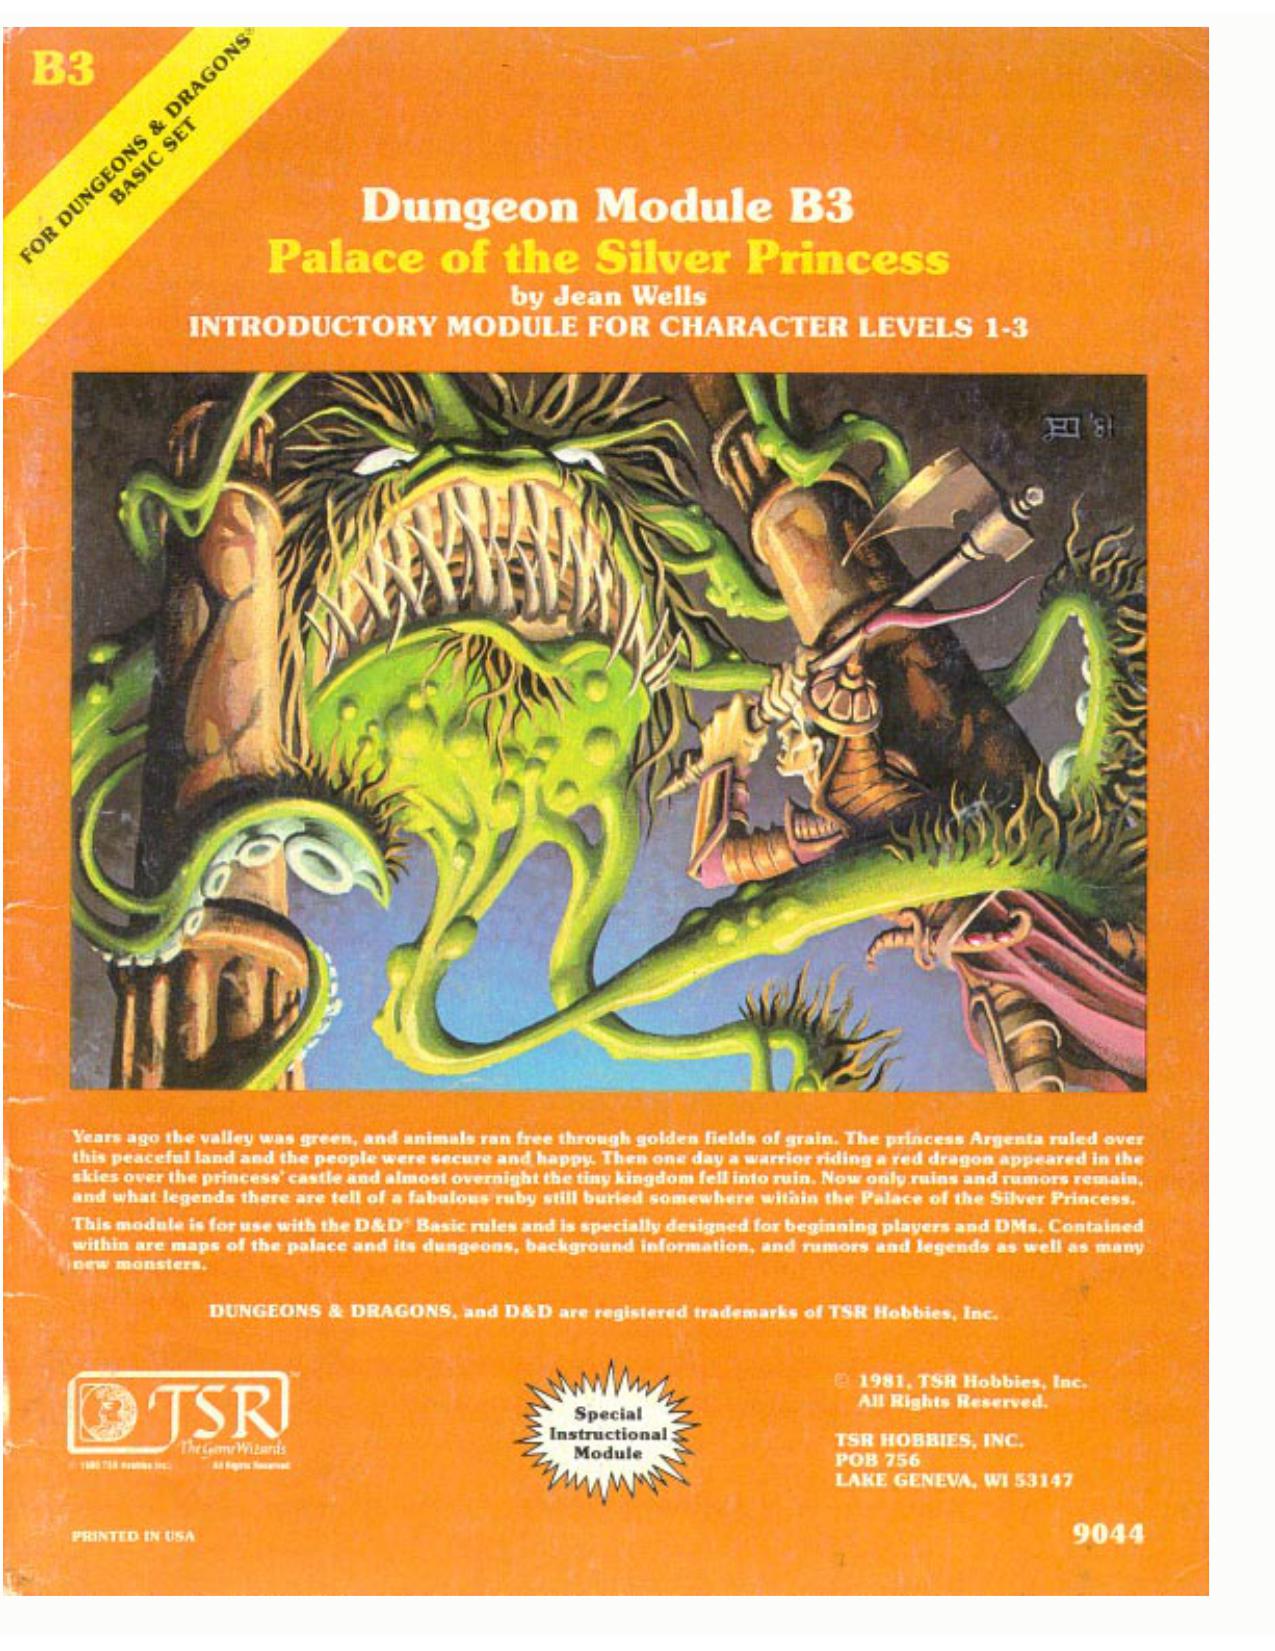 B3
FOR DUNGEONS & DRAGONS®
BASIC SET
Dungeon Module B3
Palace of the Silver Princess
by Jean Wells
INTRODUCTORY MODULE FOR CHARACTER LEVELS 1-3
'81
Years ago the valley was green, and animals ran free through golden fields of grain. The princess Argenta ruled over
this peaceful land and the people were secure and happy. Then one day a warrior riding a red dragon appeared in the
skies over the princess' castle and almost overnight the tiny kingdom fell into ruin. Now only ruins and rumors remain,
and what legends there are tell of a fabulous ruby still buried somewhere within the Palace of the Silver Princess.
This module is for use with the D&D® Basic rules and is specially designed for beginning players and DMs. Contained
within are maps of the palace and its dungeons, background information, and rumors and legends as well as many
new monsters.
DUNGEONS & DRAGONS, and D&D are registered trademarks of TSR Hobbies, Inc.
TSR™
The Game Wizards
© 1980 TSR Hobbies Inc. All Rights Reserved
Special
Instructional
Module
© 1981, TSR Hobbies, Inc.
All Rights Reserved.
TSR HOBBIES, INC.
POB 756
LAKE GENEVA, WI 53147
PRINTED IN USA
9044